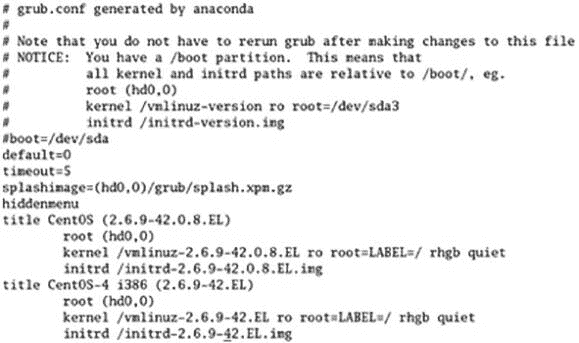 # grub.conf generated by anaconda
#
# Note that you do not have to rerun grub after making changes to this file
# NOTICE:  You have a /boot partition.  This means that
#          all kernel and initrd paths are relative to /boot/, eg.
#          root (hd0,0)
#          kernel /vmlinuz-version ro root=/dev/sda3
#          initrd /initrd-version.img
#boot=/dev/sda
default=0
timeout=5
splashimage=(hd0,0)/grub/splash.xpm.gz
hiddenmenu
title CentOS (2.6.9-42.0.8.EL)
        root (hd0,0)
        kernel /vmlinuz-2.6.9-42.0.8.EL ro root=LABEL=/ rhgb quiet
        initrd /initrd-2.6.9-42.0.8.EL.img
title CentOS-4 i386 (2.6.9-42.EL)
        root (hd0,0)
        kernel /vmlinuz-2.6.9-42.EL ro root=LABEL=/ rhgb quiet
        initrd /initrd-2.6.9-42.EL.img